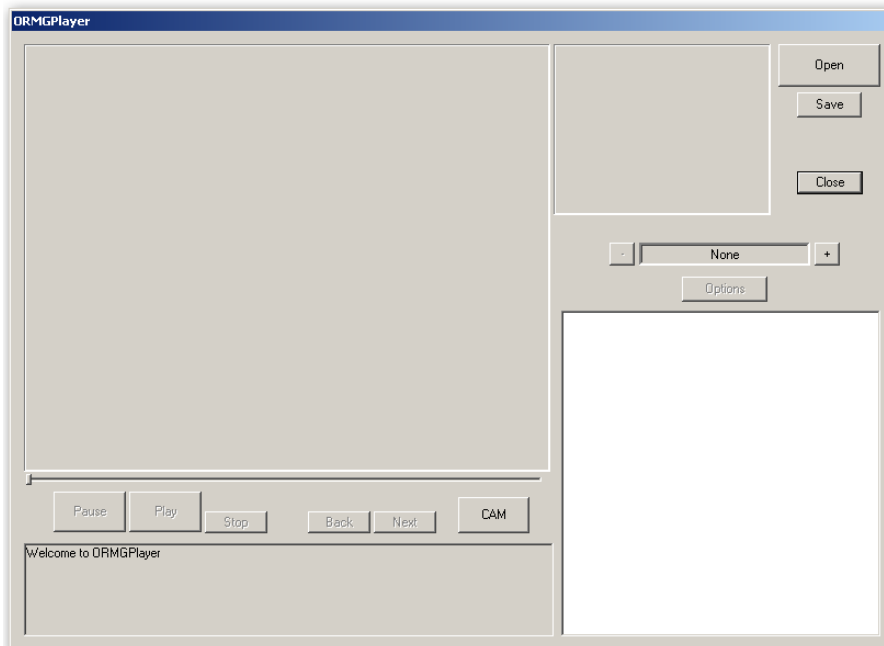 ORMGPlayer
Open
Save
Close
- None +
Options
Pause Play Stop Back Next CAM
Welcome to ORMGPlayer